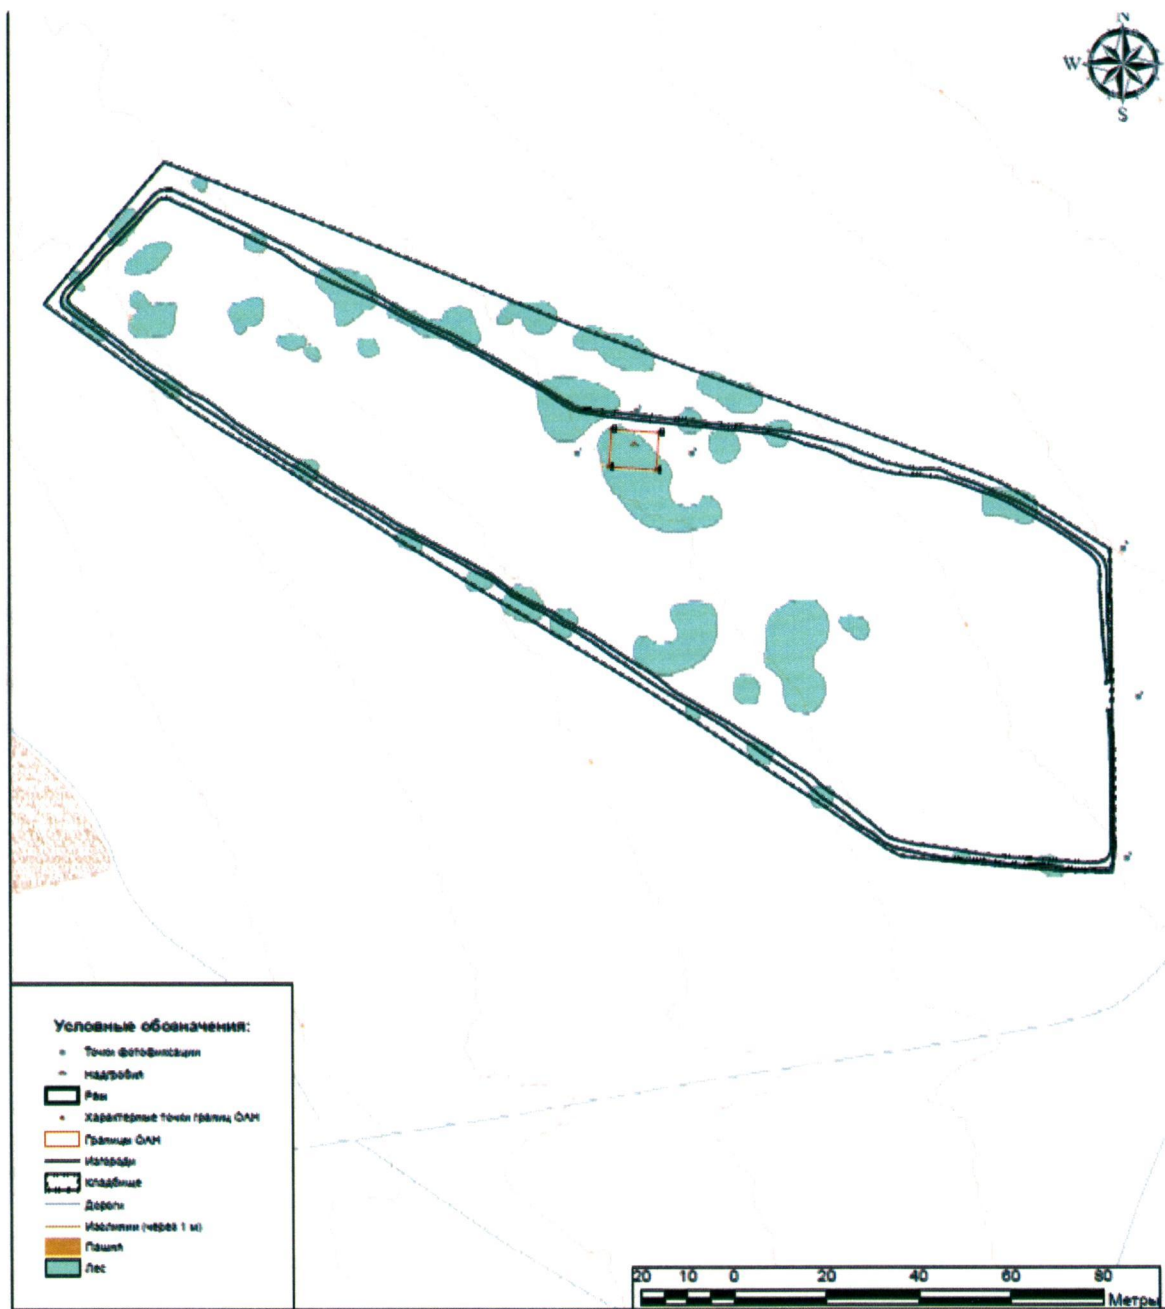 N
W
S
Условные обозначения:
Точки фотофиксации
Надгробия
Рвы
Характерные точки границ ОАН
Границы ОАН
Изгороди
Кладбище
Дороги
Изолинии (через 1 м)
Пашня
Лес
20 10 0 20 40 60 80
Метры